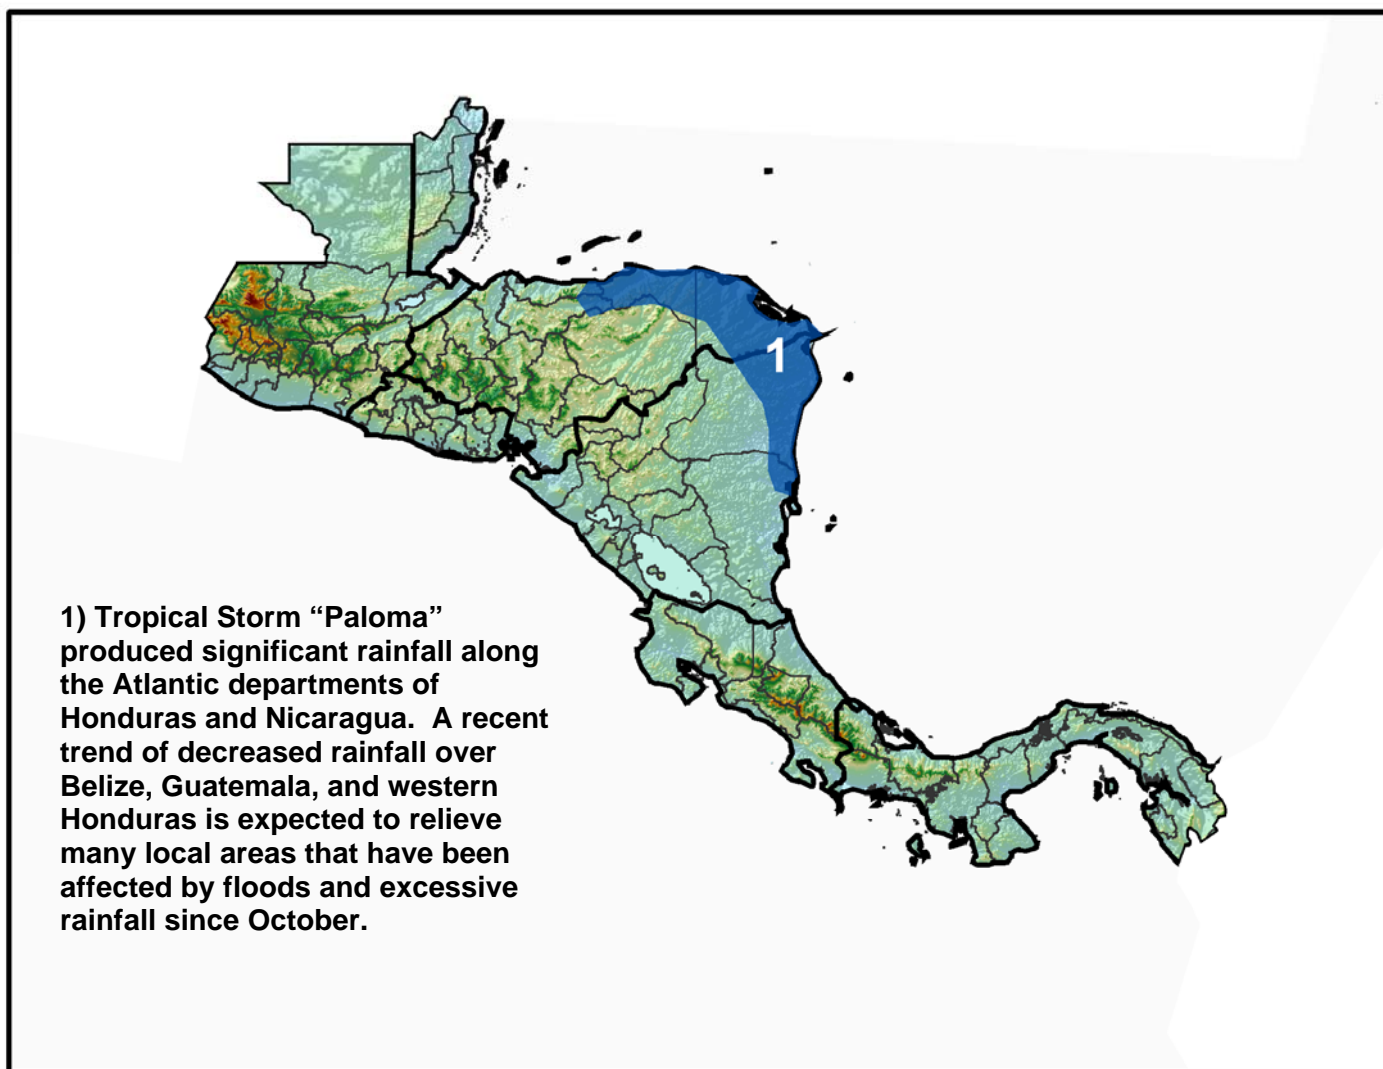 1
1) Tropical Storm “Paloma”
produced significant rainfall along
the Atlantic departments of
Honduras and Nicaragua.  A recent
trend of decreased rainfall over
Belize, Guatemala, and western
Honduras is expected to relieve
many local areas that have been
affected by floods and excessive
rainfall since October.